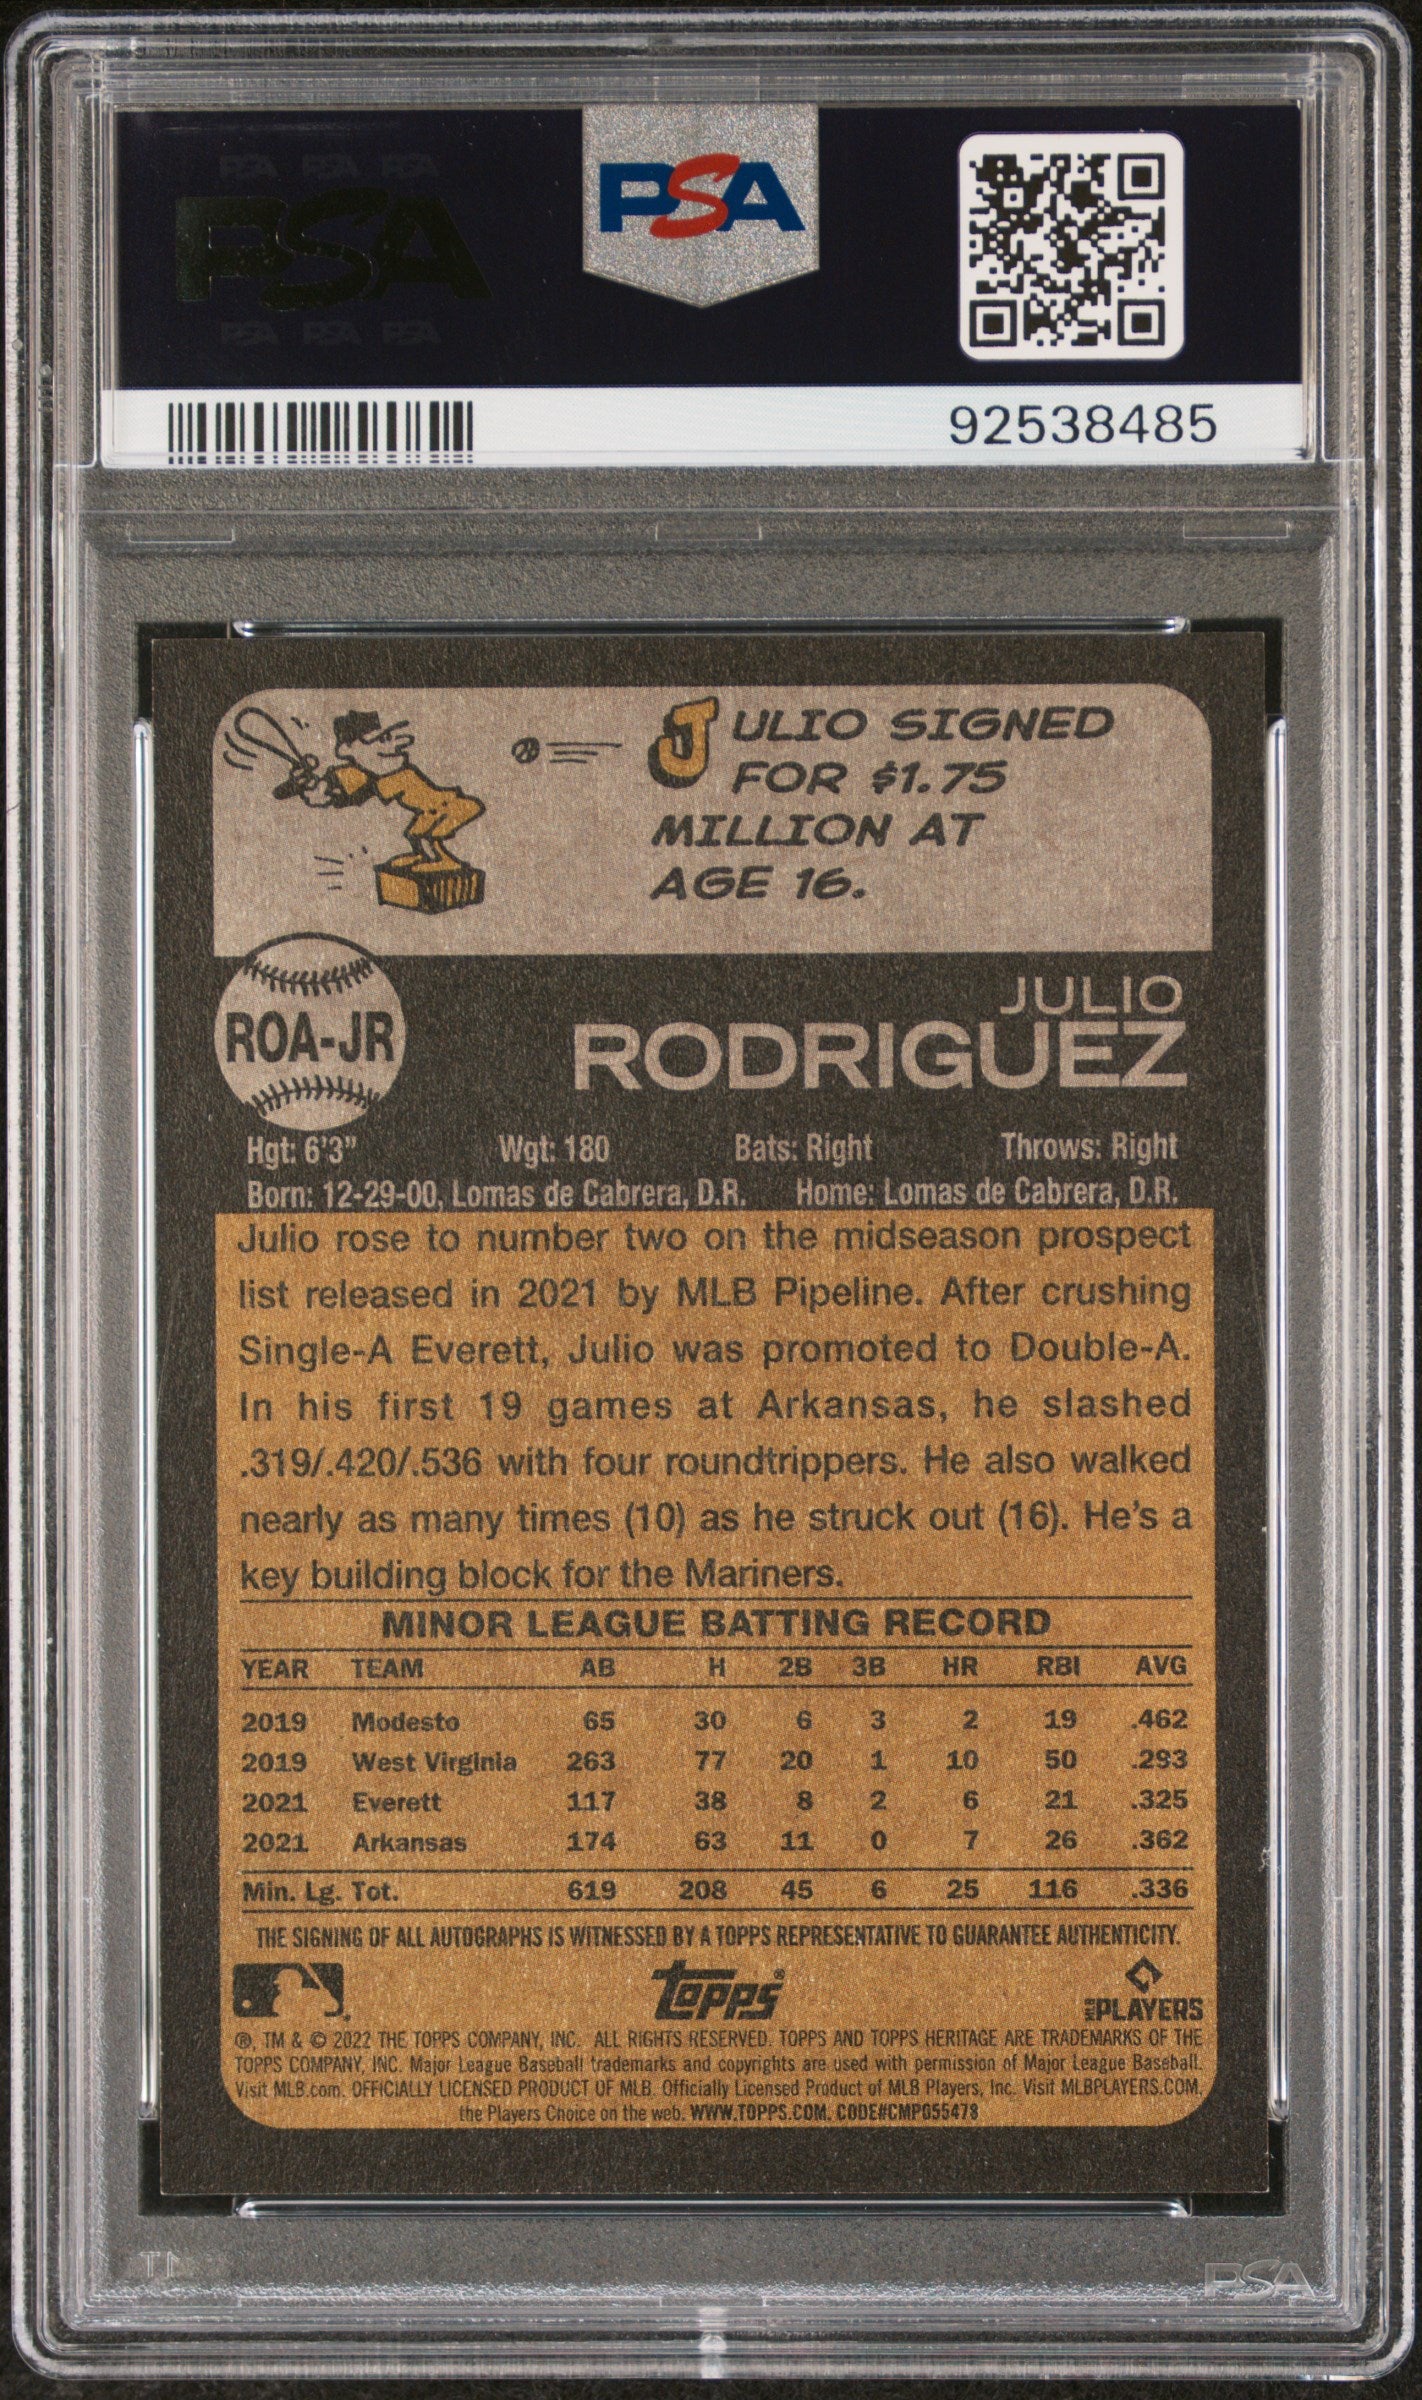 PSA PSA PSA
PSA
PSA PSA PSA
PSA
92538485
JULIO SIGNED
FOR $1.75
MILLION AT
AGE 16.
ROA-JR
JULIO
RODRIGUEZ
Hgt: 6'3" Wgt: 180 Bats: Right Throws: Right
Born: 12-29-00, Lomas de Cabrera, D.R. Home: Lomas de Cabrera, D.R.
Julio rose to number two on the midseason prospect
list released in 2021 by MLB Pipeline. After crushing
Single-A Everett, Julio was promoted to Double-A.
In his first 19 games at Arkansas, he slashed
.319/.420/.536 with four roundtrippers. He also walked
nearly as many times (10) as he struck out (16). He's a
key building block for the Mariners.
MINOR LEAGUE BATTING RECORD
YEAR TEAM AB H 2B 3B HR RBI AVG
2019 Modesto 65 30 6 3 2 19 .462
2019 West Virginia 263 77 20 1 10 50 .293
2021 Everett 117 38 8 2 6 21 .325
2021 Arkansas 174 63 11 0 7 26 .362
Min. Lg. Tot. 619 208 45 6 25 116 .336
THE SIGNING OF ALL AUTOGRAPHS IS WITNESSED BY A TOPPS REPRESENTATIVE TO GUARANTEE AUTHENTICITY.
Topps®
MLB PLAYERS
®, TM & © 2022 THE TOPPS COMPANY, INC. ALL RIGHTS RESERVED. TOPPS AND TOPPS HERITAGE ARE TRADEMARKS OF THE
TOPPS COMPANY, INC. Major League Baseball trademarks and copyrights are used with permission of Major League Baseball.
Visit MLB.com. OFFICIALLY LICENSED PRODUCT OF MLB. Officially Licensed Product of MLB Players, Inc. Visit MLBPLAYERS.COM,
the Players Choice on the web. WWW.TOPPS.COM. CODE#CMP055478
PSA